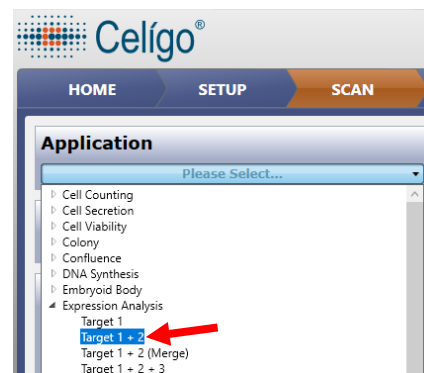 Celígo®
HOME SETUP SCAN
Application
Please Select...
Cell Counting
Cell Secretion
Cell Viability
Colony
Confluence
DNA Synthesis
Embryoid Body
Expression Analysis
Target 1
Target 1 + 2
Target 1 + 2 (Merge)
Target 1 + 2 + 3